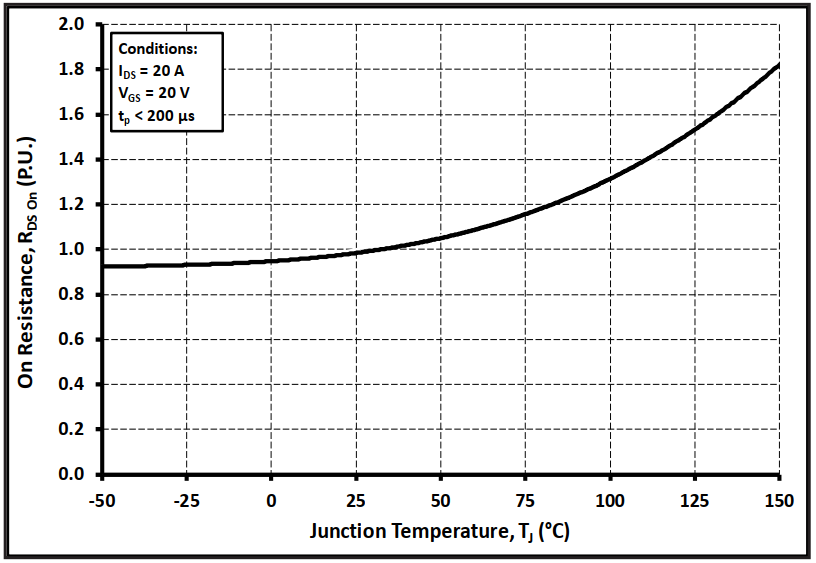 2.0
1.8
1.6
1.4
1.2
1.0
0.8
0.6
0.4
0.2
0.0
On Resistance, RDS On (P.U.)
Conditions:
IDS = 20 A
VGS = 20 V
tp < 200 µs
-50 -25 0 25 50 75 100 125 150
Junction Temperature, TJ (°C)